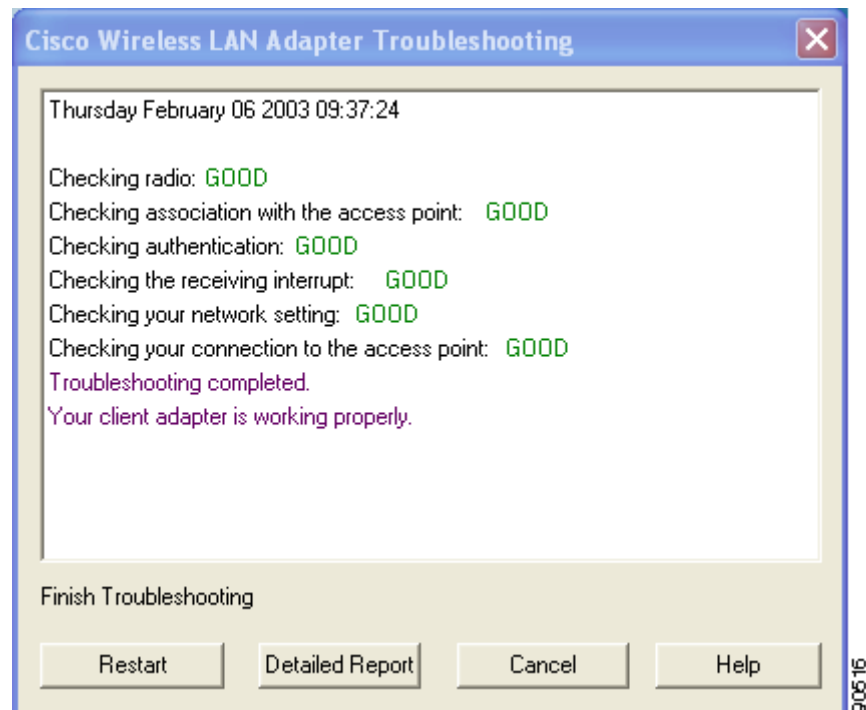 Cisco Wireless LAN Adapter Troubleshooting
Thursday February 06 2003 09:37:24
Checking radio: GOOD
Checking association with the access point: GOOD
Checking authentication: GOOD
Checking the receiving interrupt: GOOD
Checking your network setting: GOOD
Checking your connection to the access point: GOOD
Troubleshooting completed.
Your client adapter is working properly.
Finish Troubleshooting
Restart Detailed Report Cancel Help
90516